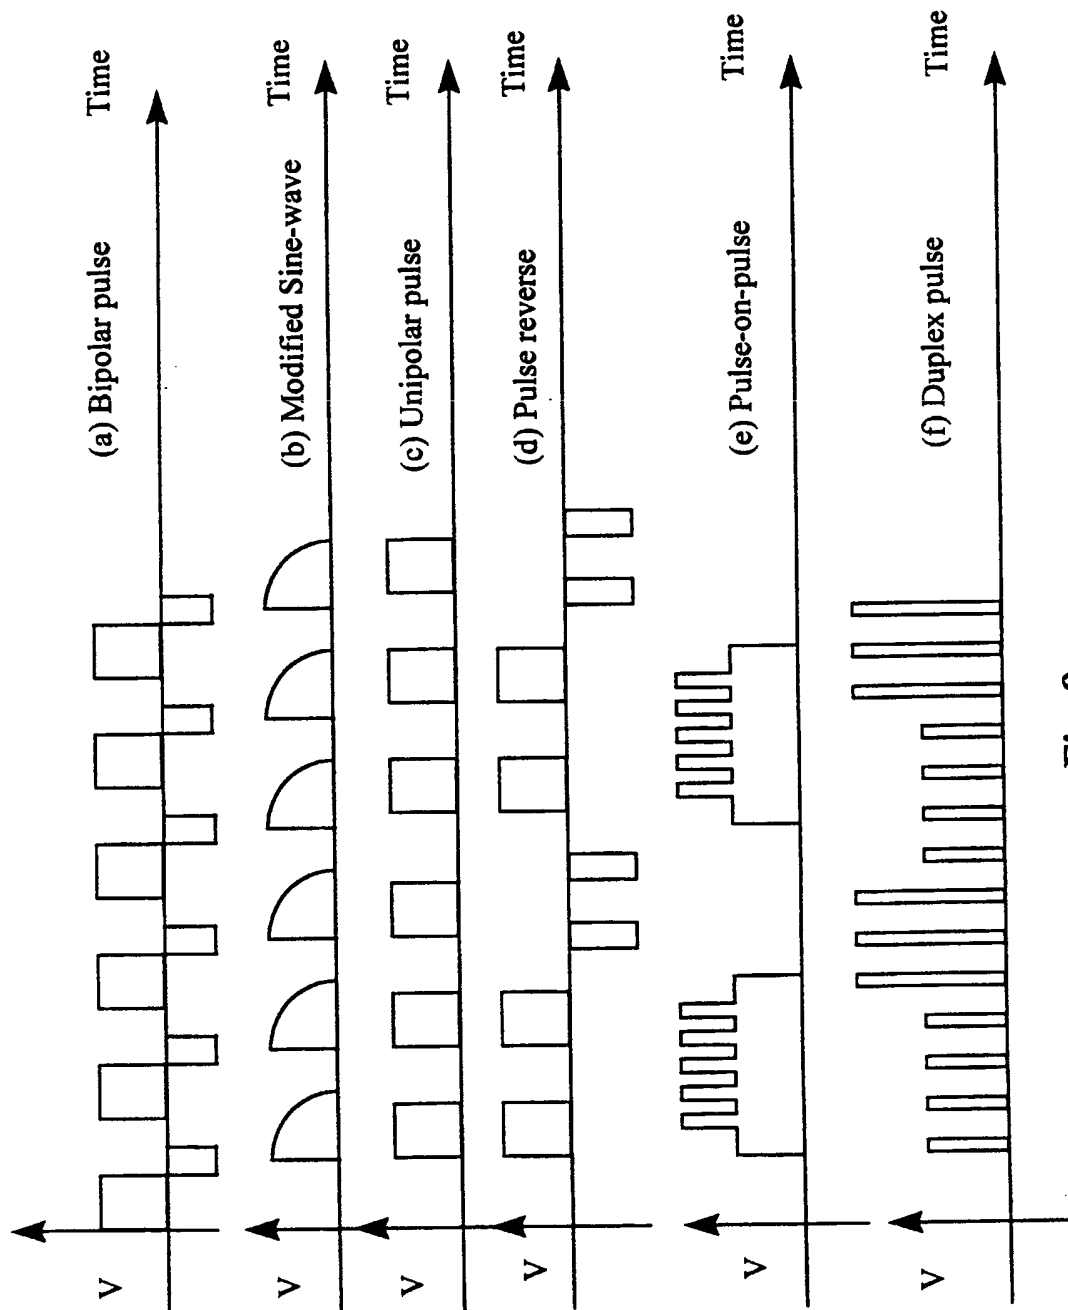 V
(a) Bipolar pulse
Time
V
(b) Modified Sine-wave
Time
V
(c) Unipolar pulse
Time
V
(d) Pulse reverse
Time
V
(e) Pulse-on-pulse
Time
V
(f) Duplex pulse
Time